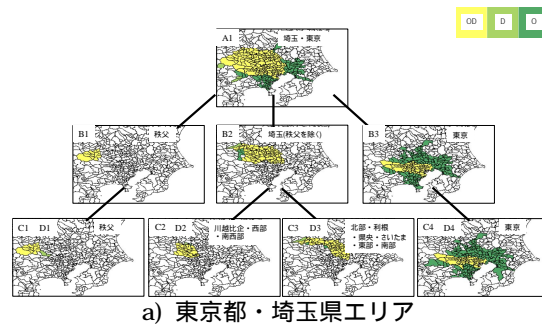 OD D O
A1
埼玉・東京
B1 秩父
B2 埼玉(秩父を除く)
B3 東京
C1 D1 秩父
C2 D2 川越比企・西部
・南西部
C3 D3 北部・利根
・県央・さいたま
・東部・南部
C4 D4 東京
a) 東京都・埼玉県エリア